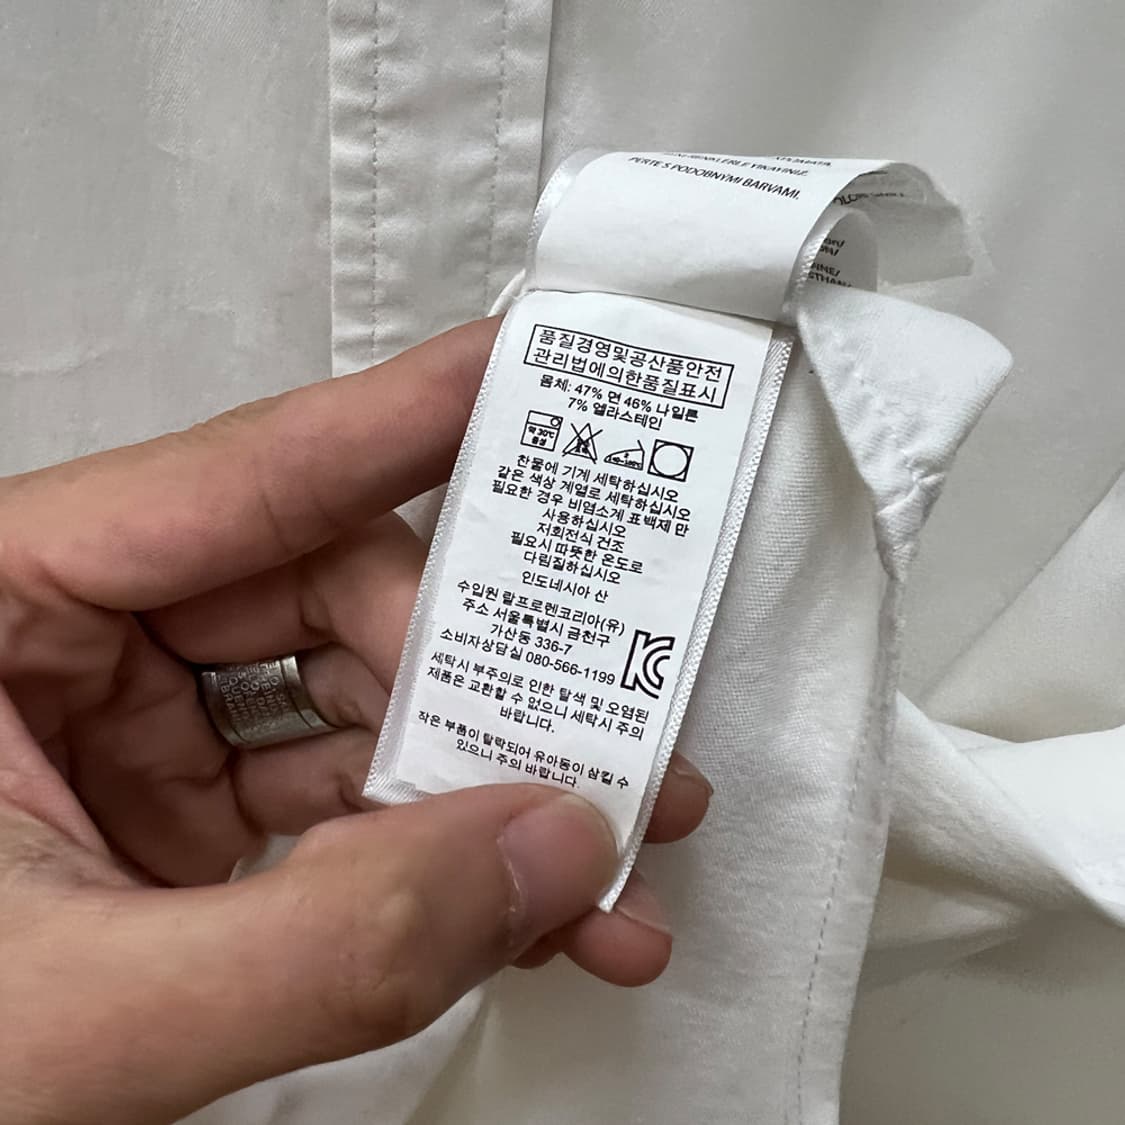 PERTE S PODOBNÝMI BARVAMI.
품질경영및공산품안전
관리법에의한품질표시
몸체: 47% 면 46% 나일론
7% 엘라스테인
약 30℃
중성
찬물에 기계 세탁하십시오
같은 색상 계열로 세탁하십시오
필요한 경우 비염소계 표백제 만
사용하십시오
저회전식 건조
필요시 따뜻한 온도로
다림질하십시오
인도네시아 산
수입원 랄프로렌코리아(유)
주소 서울특별시 금천구
가산동 336-7
소비자상담실 080-566-1199
세탁시 부주의로 인한 탈색 및 오염된
제품은 교환할 수 없으니 세탁시 주의
바랍니다.
작은 부품이 탈락되어 유아동이 삼킬 수
있으니 주의 바랍니다.